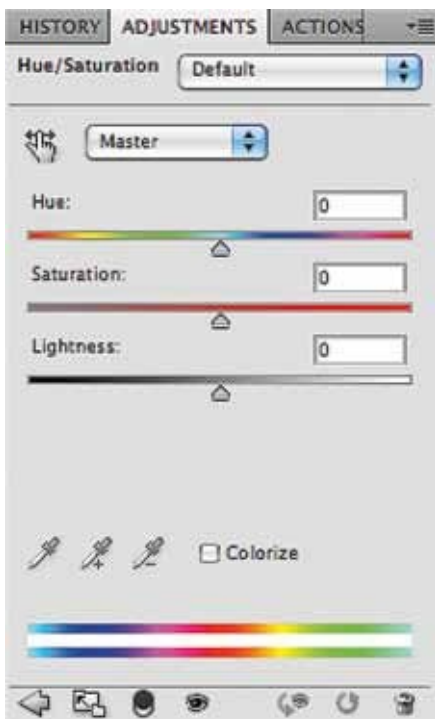 HISTORY ADJUSTMENTS ACTIONS
Hue/Saturation Default
Master
Hue: 0
Saturation: 0
Lightness: 0
Colorize